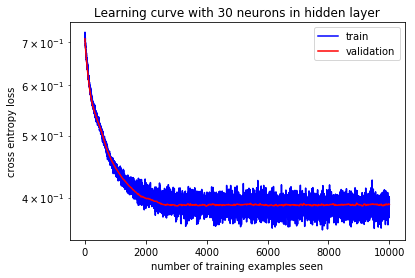 Learning curve with 30 neurons in hidden layer
train
validation
7 × 10⁻¹
6 × 10⁻¹
5 × 10⁻¹
4 × 10⁻¹
cross entropy loss
0 2000 4000 6000 8000 10000
number of training examples seen